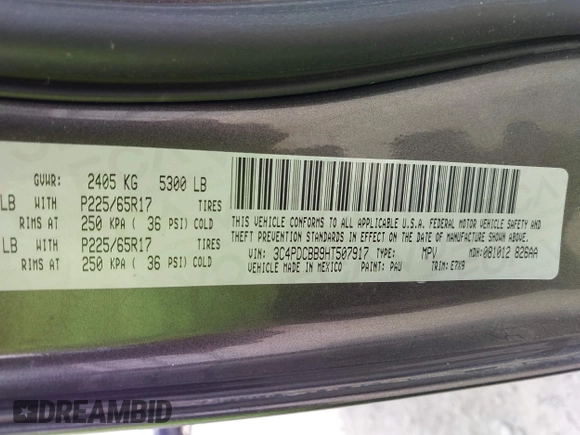 GVWR: 2405 KG 5300 LB
LB WITH P225/65R17 TIRES
RIMS AT 250 KPA ( 36 PSI) COLD
LB WITH P225/65R17 TIRES
RIMS AT 250 KPA ( 36 PSI) COLD
THIS VEHICLE CONFORMS TO ALL APPLICABLE U.S.A. FEDERAL MOTOR VEHICLE SAFETY AND
THEFT PREVENTION STANDARDS IN EFFECT ON THE DATE OF MANUFACTURE SHOWN ABOVE.
VIN: 3C4PDCBB9HT507917 TYPE: MPV MDH: 081012 826AA
VEHICLE MADE IN MEXICO PAINT: PAU TRIM: E7X9
DREAMBID